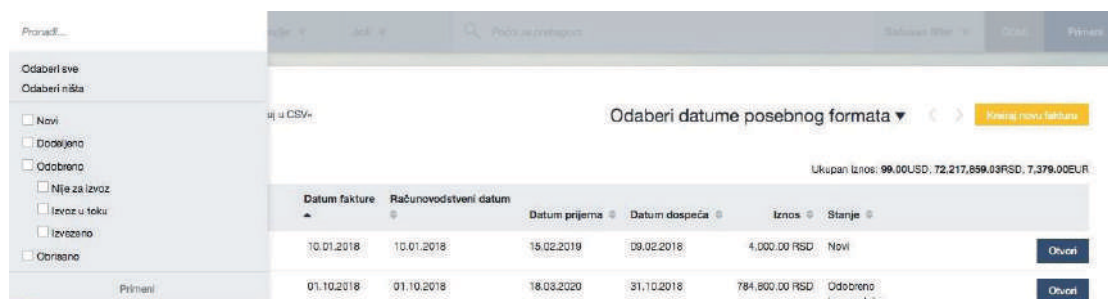 Pronađi...
Odaberi sve
Odaberi ništa
Novi
Dodeljeno
Odobreno
Nije za izvoz
Izvoz u toku
Izvezeno
Obrisano
Primeni
Primeni
uj u CSV»
Odaberi datume posebnog formata ▾
Kreiraj novu fakturu
Ukupan iznos: 99.00USD, 72,217,859.03RSD, 7,379.00EUR
Datum fakture Računovodstveni datum Datum prijema Datum dospeća Iznos Stanje
10.01.2018 10.01.2018 15.02.2019 09.02.2018 4,000.00 RSD Novi Otvori
01.10.2018 01.10.2018 18.03.2020 31.10.2018 784,800.00 RSD Odobreno Otvori